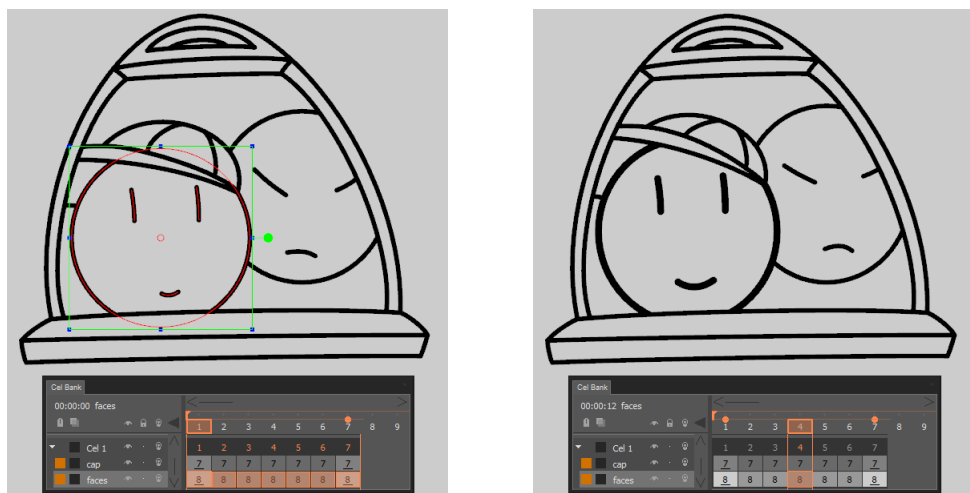 Cel Bank
00:00:00 faces
1 2 3 4 5 6 7 8 9
Cel 1 1 2 3 4 5 6 7
cap 7 7 7 7 7 7 7
faces 8 8 8 8 8 8 8
Cel Bank
00:00:12 faces
1 2 3 4 5 6 7 8 9
Cel 1 1 2 3 4 5 6 7
cap 7 7 7 7 7 7 7
faces 8 8 8 8 8 8 8